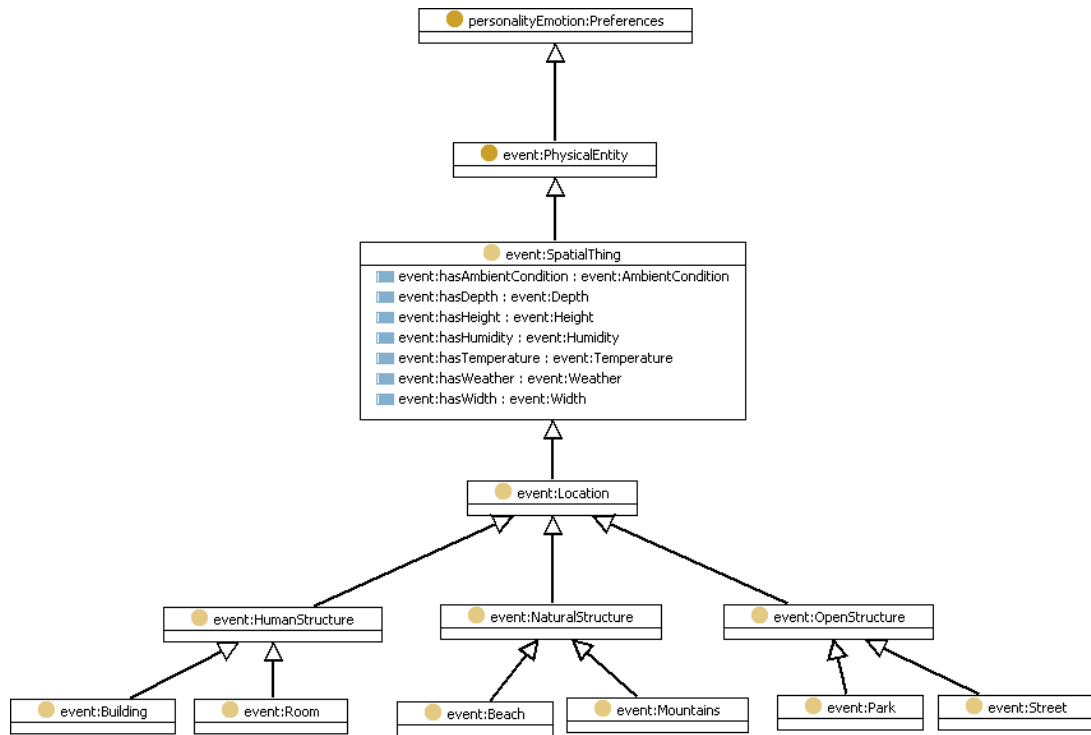 personalityEmotion:Preferences
event:PhysicalEntity
event:SpatialThing
event:hasAmbientCondition : event:AmbientCondition
event:hasDepth : event:Depth
event:hasHeight : event:Height
event:hasHumidity : event:Humidity
event:hasTemperature : event:Temperature
event:hasWeather : event:Weather
event:hasWidth : event:Width
event:Location
event:HumanStructure
event:NaturalStructure
event:OpenStructure
event:Building
event:Room
event:Beach
event:Mountains
event:Park
event:Street